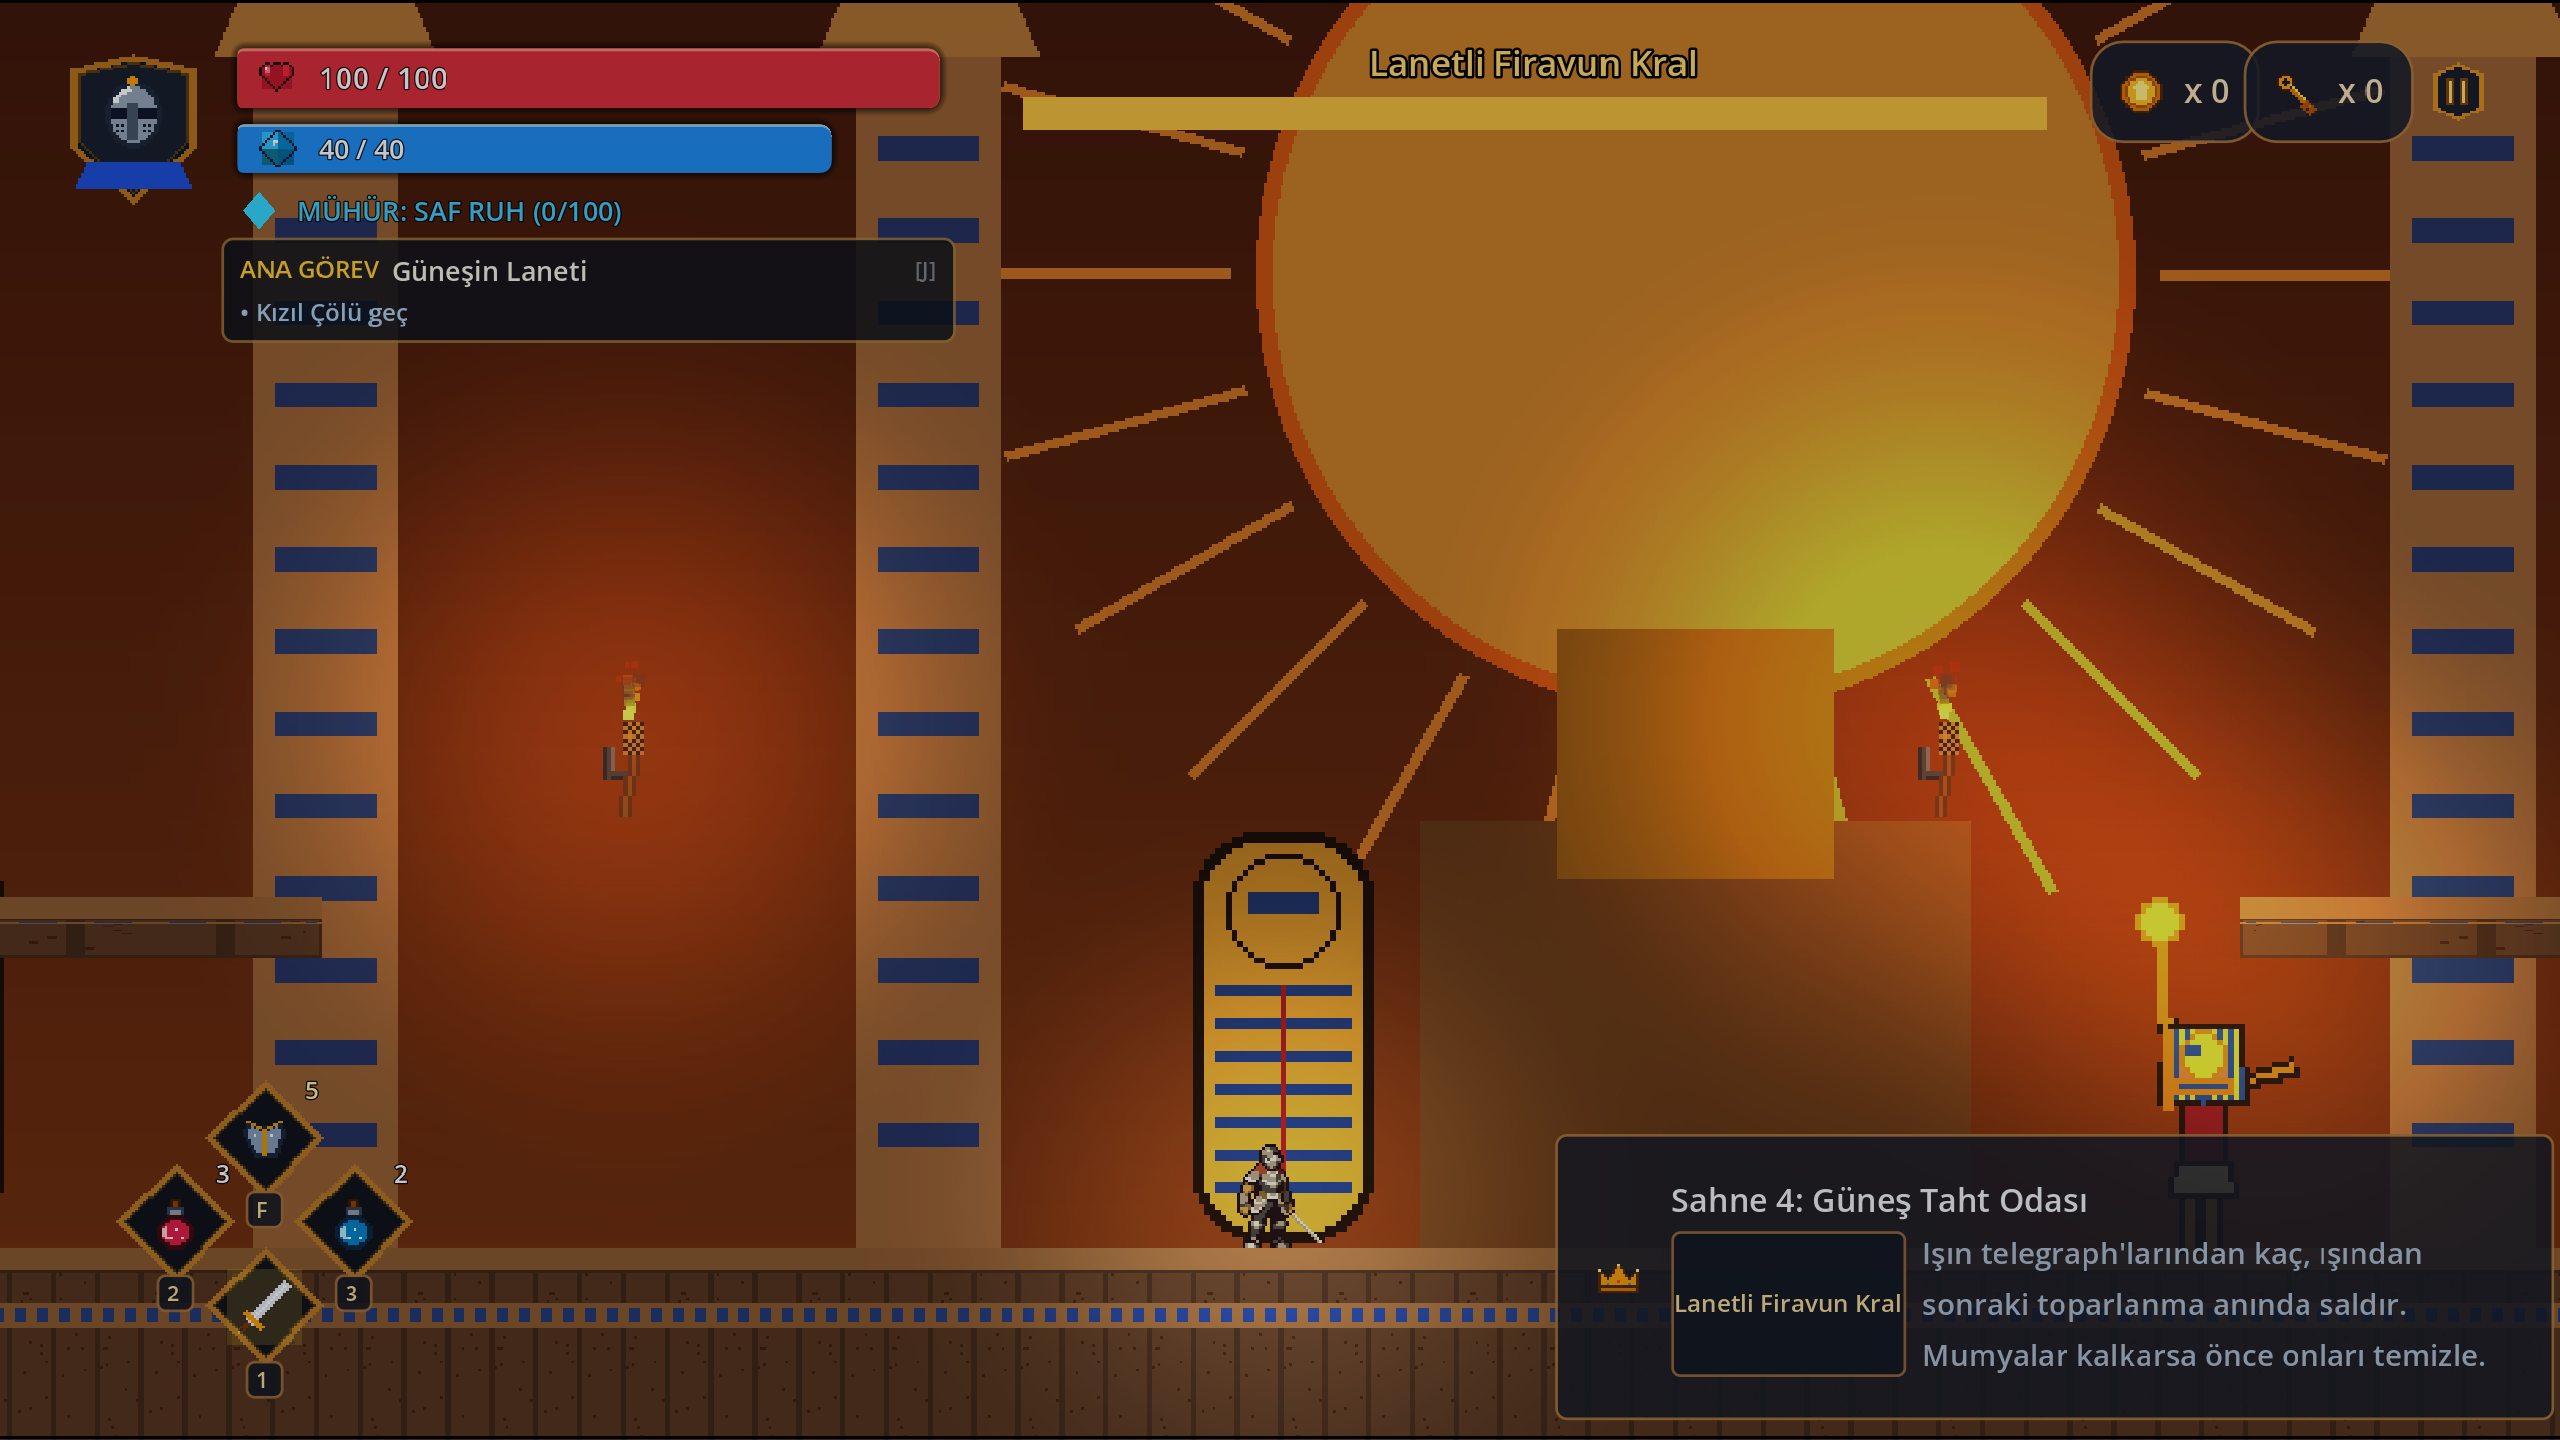 100 / 100
Lanetli Firavun Kral
x 0
x 0
40 / 40
MÜHÜR: SAF RUH (0/100)
ANA GÖREV Güneşin Laneti [J]
• Kızıl Çölü geç
5
3
2
F
2
3
1
Sahne 4: Güneş Taht Odası
Lanetli Firavun Kral
Işın telegraph'larından kaç, ışından
sonraki toparlanma anında saldır.
Mumyalar kalkarsa önce onları temizle.